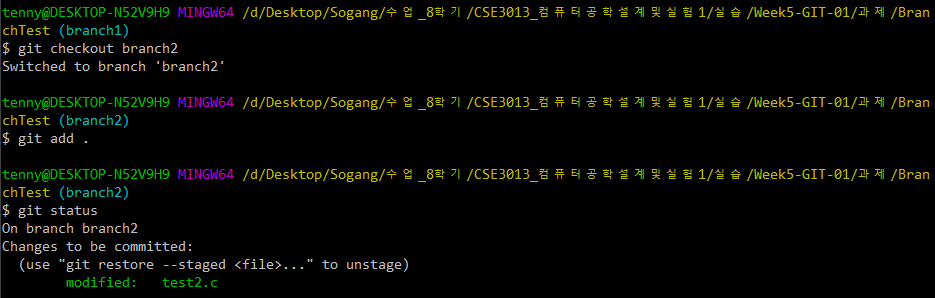 tenny@DESKTOP-N52V9H9 MINGW64 /d/Desktop/Sogang/수업_8학기/CSE3013_컴퓨터공학설계및실험1/실습/Week5-GIT-01/과제/Bran
chTest (branch1)
$ git checkout branch2
Switched to branch 'branch2'
tenny@DESKTOP-N52V9H9 MINGW64 /d/Desktop/Sogang/수업_8학기/CSE3013_컴퓨터공학설계및실험1/실습/Week5-GIT-01/과제/Bran
chTest (branch2)
$ git add .
tenny@DESKTOP-N52V9H9 MINGW64 /d/Desktop/Sogang/수업_8학기/CSE3013_컴퓨터공학설계및실험1/실습/Week5-GIT-01/과제/Bran
chTest (branch2)
$ git status
On branch branch2
Changes to be committed:
  (use "git restore --staged <file>..." to unstage)
        modified:   test2.c